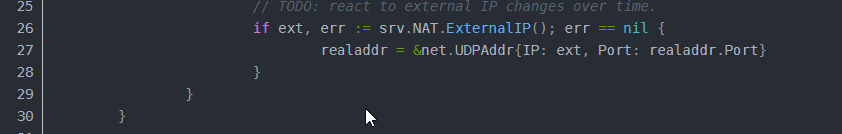 25 // TODO: react to external IP changes over time.
26 if ext, err := srv.NAT.ExternalIP(); err == nil {
27 realaddr = &net.UDPAddr{IP: ext, Port: realaddr.Port}
28 }
29 }
30 }